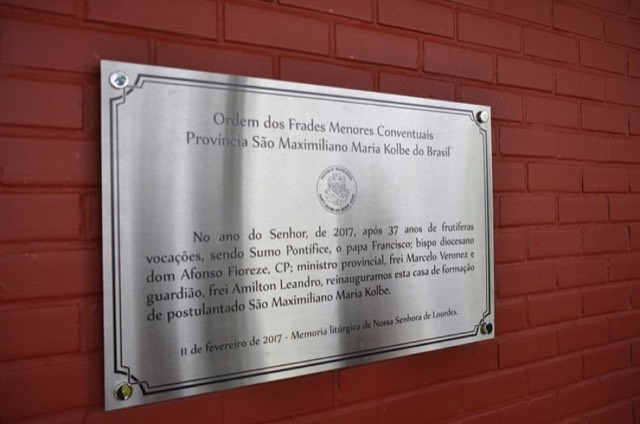 Ordem dos Frades Menores Conventuais
Província São Maximiliano Maria Kolbe do Brasil
No ano do Senhor, de 2017, após 37 anos de frutíferas
vocações, sendo Sumo Pontífice, o papa Francisco; bispo diocesano
dom Afonso Fioreze, CP; ministro provincial, frei Marcelo Veronez e
guardião, frei Amilton Leandro, reinauguramos esta casa de formação
de postulantado São Maximiliano Maria Kolbe.
11 de fevereiro de 2017 - Memoria litúrgica de Nossa Senhora de Lourdes.